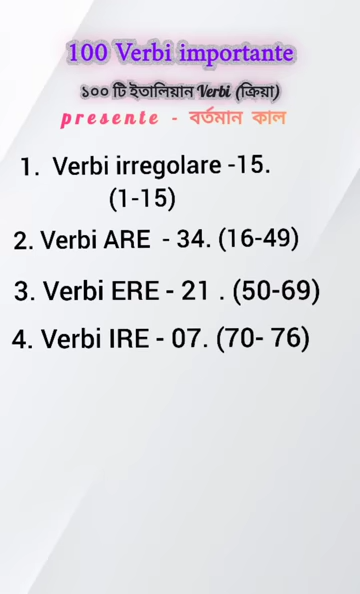 100 Verbi importante
১০০ টি ইতালিয়ান Verbi (ক্রিয়া)
presente - বর্তমান কাল
1. Verbi irregolare -15.
(1-15)
2. Verbi ARE - 34. (16-49)
3. Verbi ERE - 21 . (50-69)
4. Verbi IRE - 07. (70- 76)